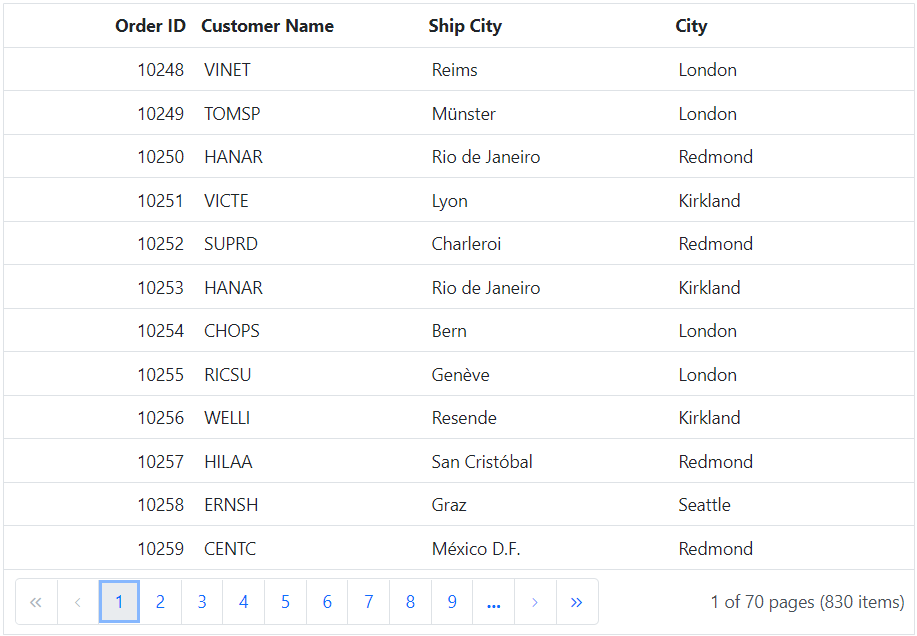 Order ID Customer Name Ship City City
10248 VINET Reims London
10249 TOMSP Münster London
10250 HANAR Rio de Janeiro Redmond
10251 VICTE Lyon Kirkland
10252 SUPRD Charleroi Redmond
10253 HANAR Rio de Janeiro Kirkland
10254 CHOPS Bern London
10255 RICSU Genève London
10256 WELLI Resende Kirkland
10257 HILAA San Cristóbal Redmond
10258 ERNSH Graz Seattle
10259 CENTC México D.F. Redmond
« ‹ 1 2 3 4 5 6 7 8 9 ... › » 1 of 70 pages (830 items)